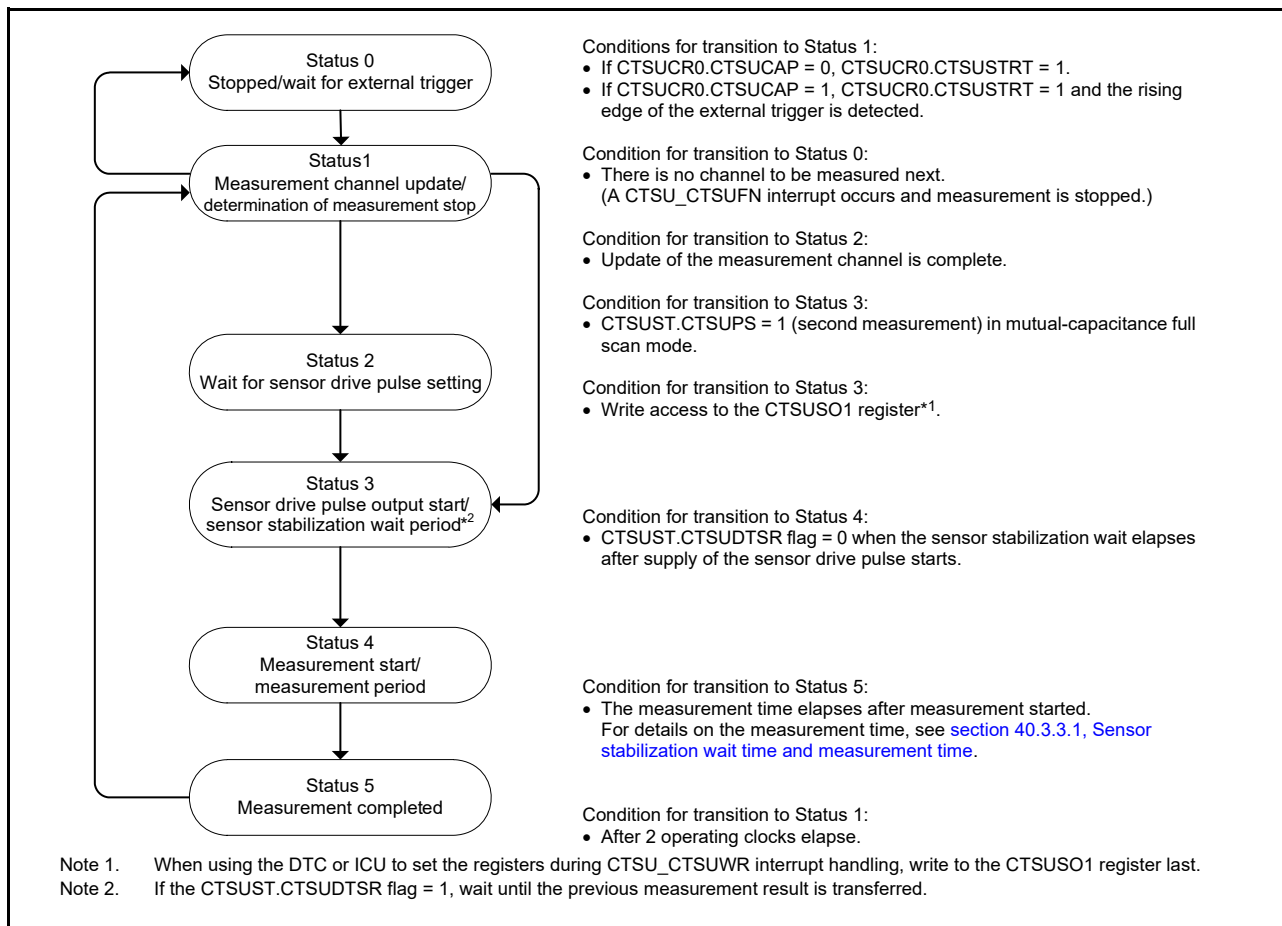 Status 0
Stopped/wait for external trigger
Status1
Measurement channel update/
determination of measurement stop
Status 2
Wait for sensor drive pulse setting
Status 3
Sensor drive pulse output start/
sensor stabilization wait period*2
Status 4
Measurement start/
measurement period
Status 5
Measurement completed
Conditions for transition to Status 1:
• If CTSUCR0.CTSUCAP = 0, CTSUCR0.CTSUSTRT = 1.
• If CTSUCR0.CTSUCAP = 1, CTSUCR0.CTSUSTRT = 1 and the rising
edge of the external trigger is detected.
Condition for transition to Status 0:
• There is no channel to be measured next.
(A CTSU_CTSUFN interrupt occurs and measurement is stopped.)
Condition for transition to Status 2:
• Update of the measurement channel is complete.
Condition for transition to Status 3:
• CTSUST.CTSUPS = 1 (second measurement) in mutual-capacitance full
scan mode.
Condition for transition to Status 3:
• Write access to the CTSUSO1 register*1.
Condition for transition to Status 4:
• CTSUST.CTSUDTSR flag = 0 when the sensor stabilization wait elapses
after supply of the sensor drive pulse starts.
Condition for transition to Status 5:
• The measurement time elapses after measurement started.
For details on the measurement time, see section 40.3.3.1, Sensor
stabilization wait time and measurement time.
Condition for transition to Status 1:
• After 2 operating clocks elapse.
Note 1. When using the DTC or ICU to set the registers during CTSU_CTSUWR interrupt handling, write to the CTSUSO1 register last.
Note 2. If the CTSUST.CTSUDTSR flag = 1, wait until the previous measurement result is transferred.